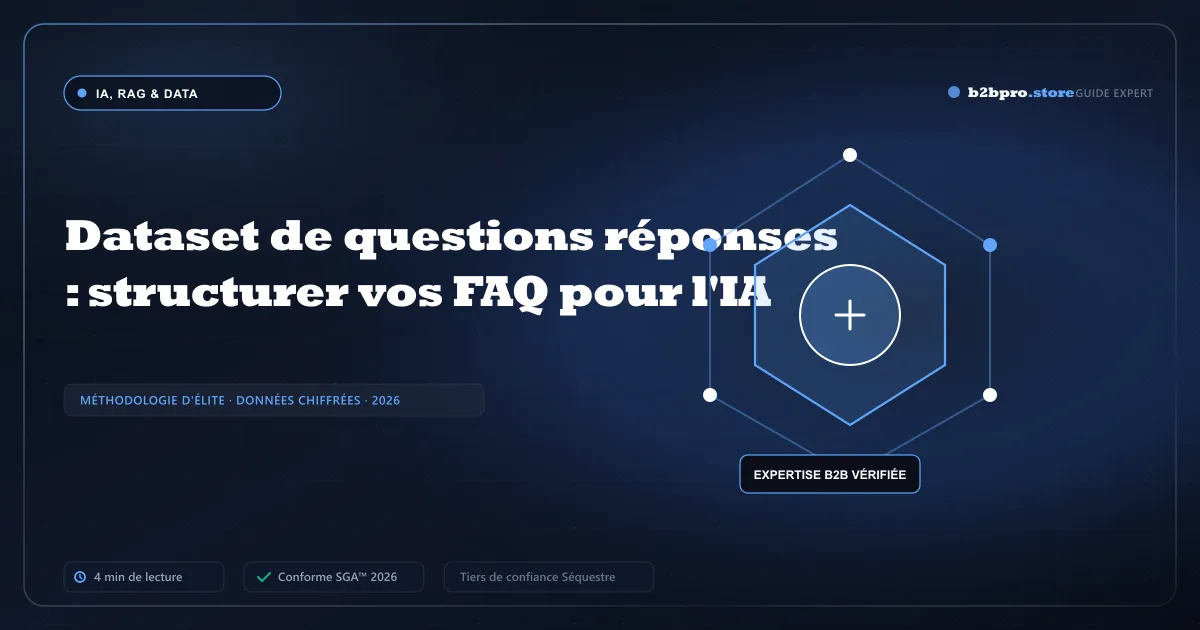 IA, RAG & DATA
b2bpro.store GUIDE EXPERT
Dataset de questions réponses
: structurer vos FAQ pour l'IA
MÉTHODOLOGIE D'ÉLITE · DONNÉES CHIFFRÉES · 2026
EXPERTISE B2B VÉRIFIÉE
4 min de lecture
Conforme SGA™ 2026
Tiers de confiance Séquestre